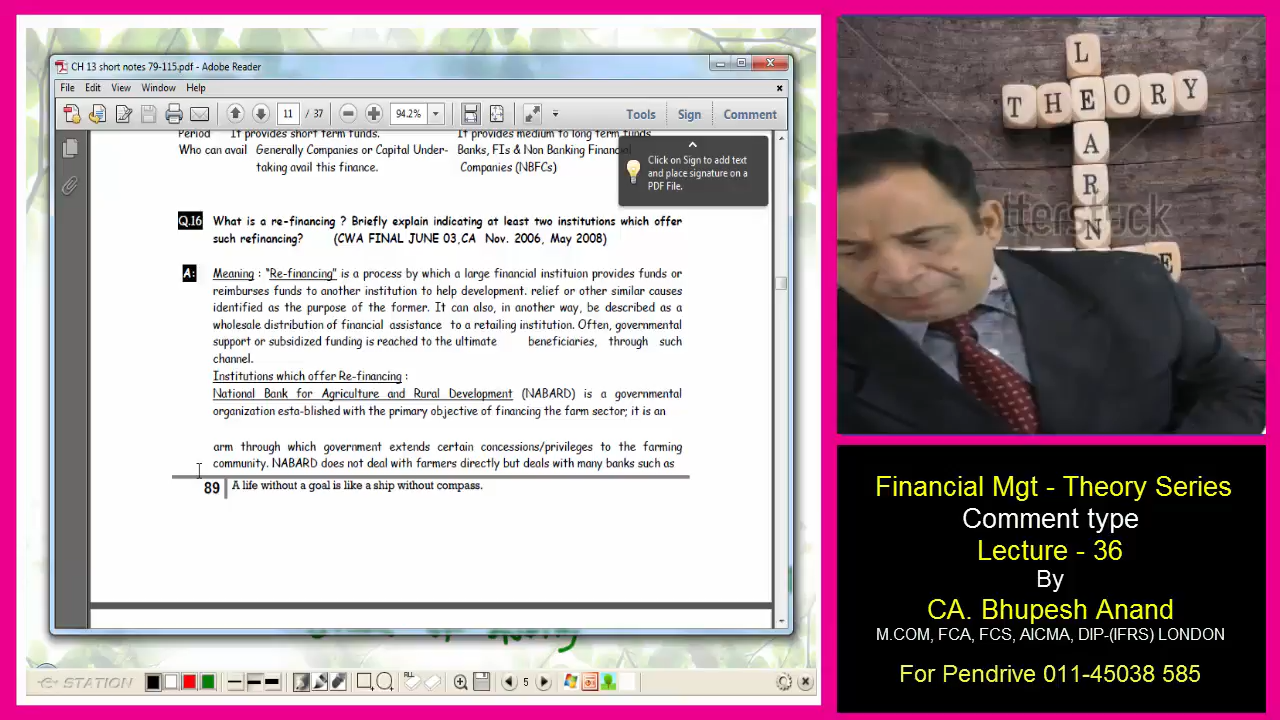 CH 13 short notes 79-115.pdf - Adobe Reader
File Edit View Window Help
11 / 37 94.2% Tools Sign Comment
Period It provides short term funds. It provides medium to long term funds.
Who can avail Generally Companies or Capital Under- Banks, FIs & Non Banking Financial
taking avail this finance. Companies (NBFCs)
Click on Sign to add text
and place signature on a
PDF File.
Q.16 What is a re-financing ? Briefly explain indicating at least two institutions which offer
such refinancing? (CWA FINAL JUNE 03,CA Nov. 2006, May 2008)
A: Meaning : "Re-financing" is a process by which a large financial instituion provides funds or
reimburses funds to another institution to help development. relief or other similar causes
identified as the purpose of the former. It can also, in another way, be described as a
wholesale distribution of financial assistance to a retailing institution. Often, governmental
support or subsidized funding is reached to the ultimate beneficiaries, through such
channel.
Institutions which offer Re-financing :
National Bank for Agriculture and Rural Development (NABARD) is a governmental
organization esta-blished with the primary objective of financing the farm sector; it is an
arm through which government extends certain concessions/privileges to the farming
community. NABARD does not deal with farmers directly but deals with many banks such as
89 A life without a goal is like a ship without compass.
e-STATION
5
L
THEORY
A
R
N
E
Financial Mgt - Theory Series
Comment type
Lecture - 36
By
CA. Bhupesh Anand
M.COM, FCA, FCS, AICMA, DIP-(IFRS) LONDON
For Pendrive 011-45038 585